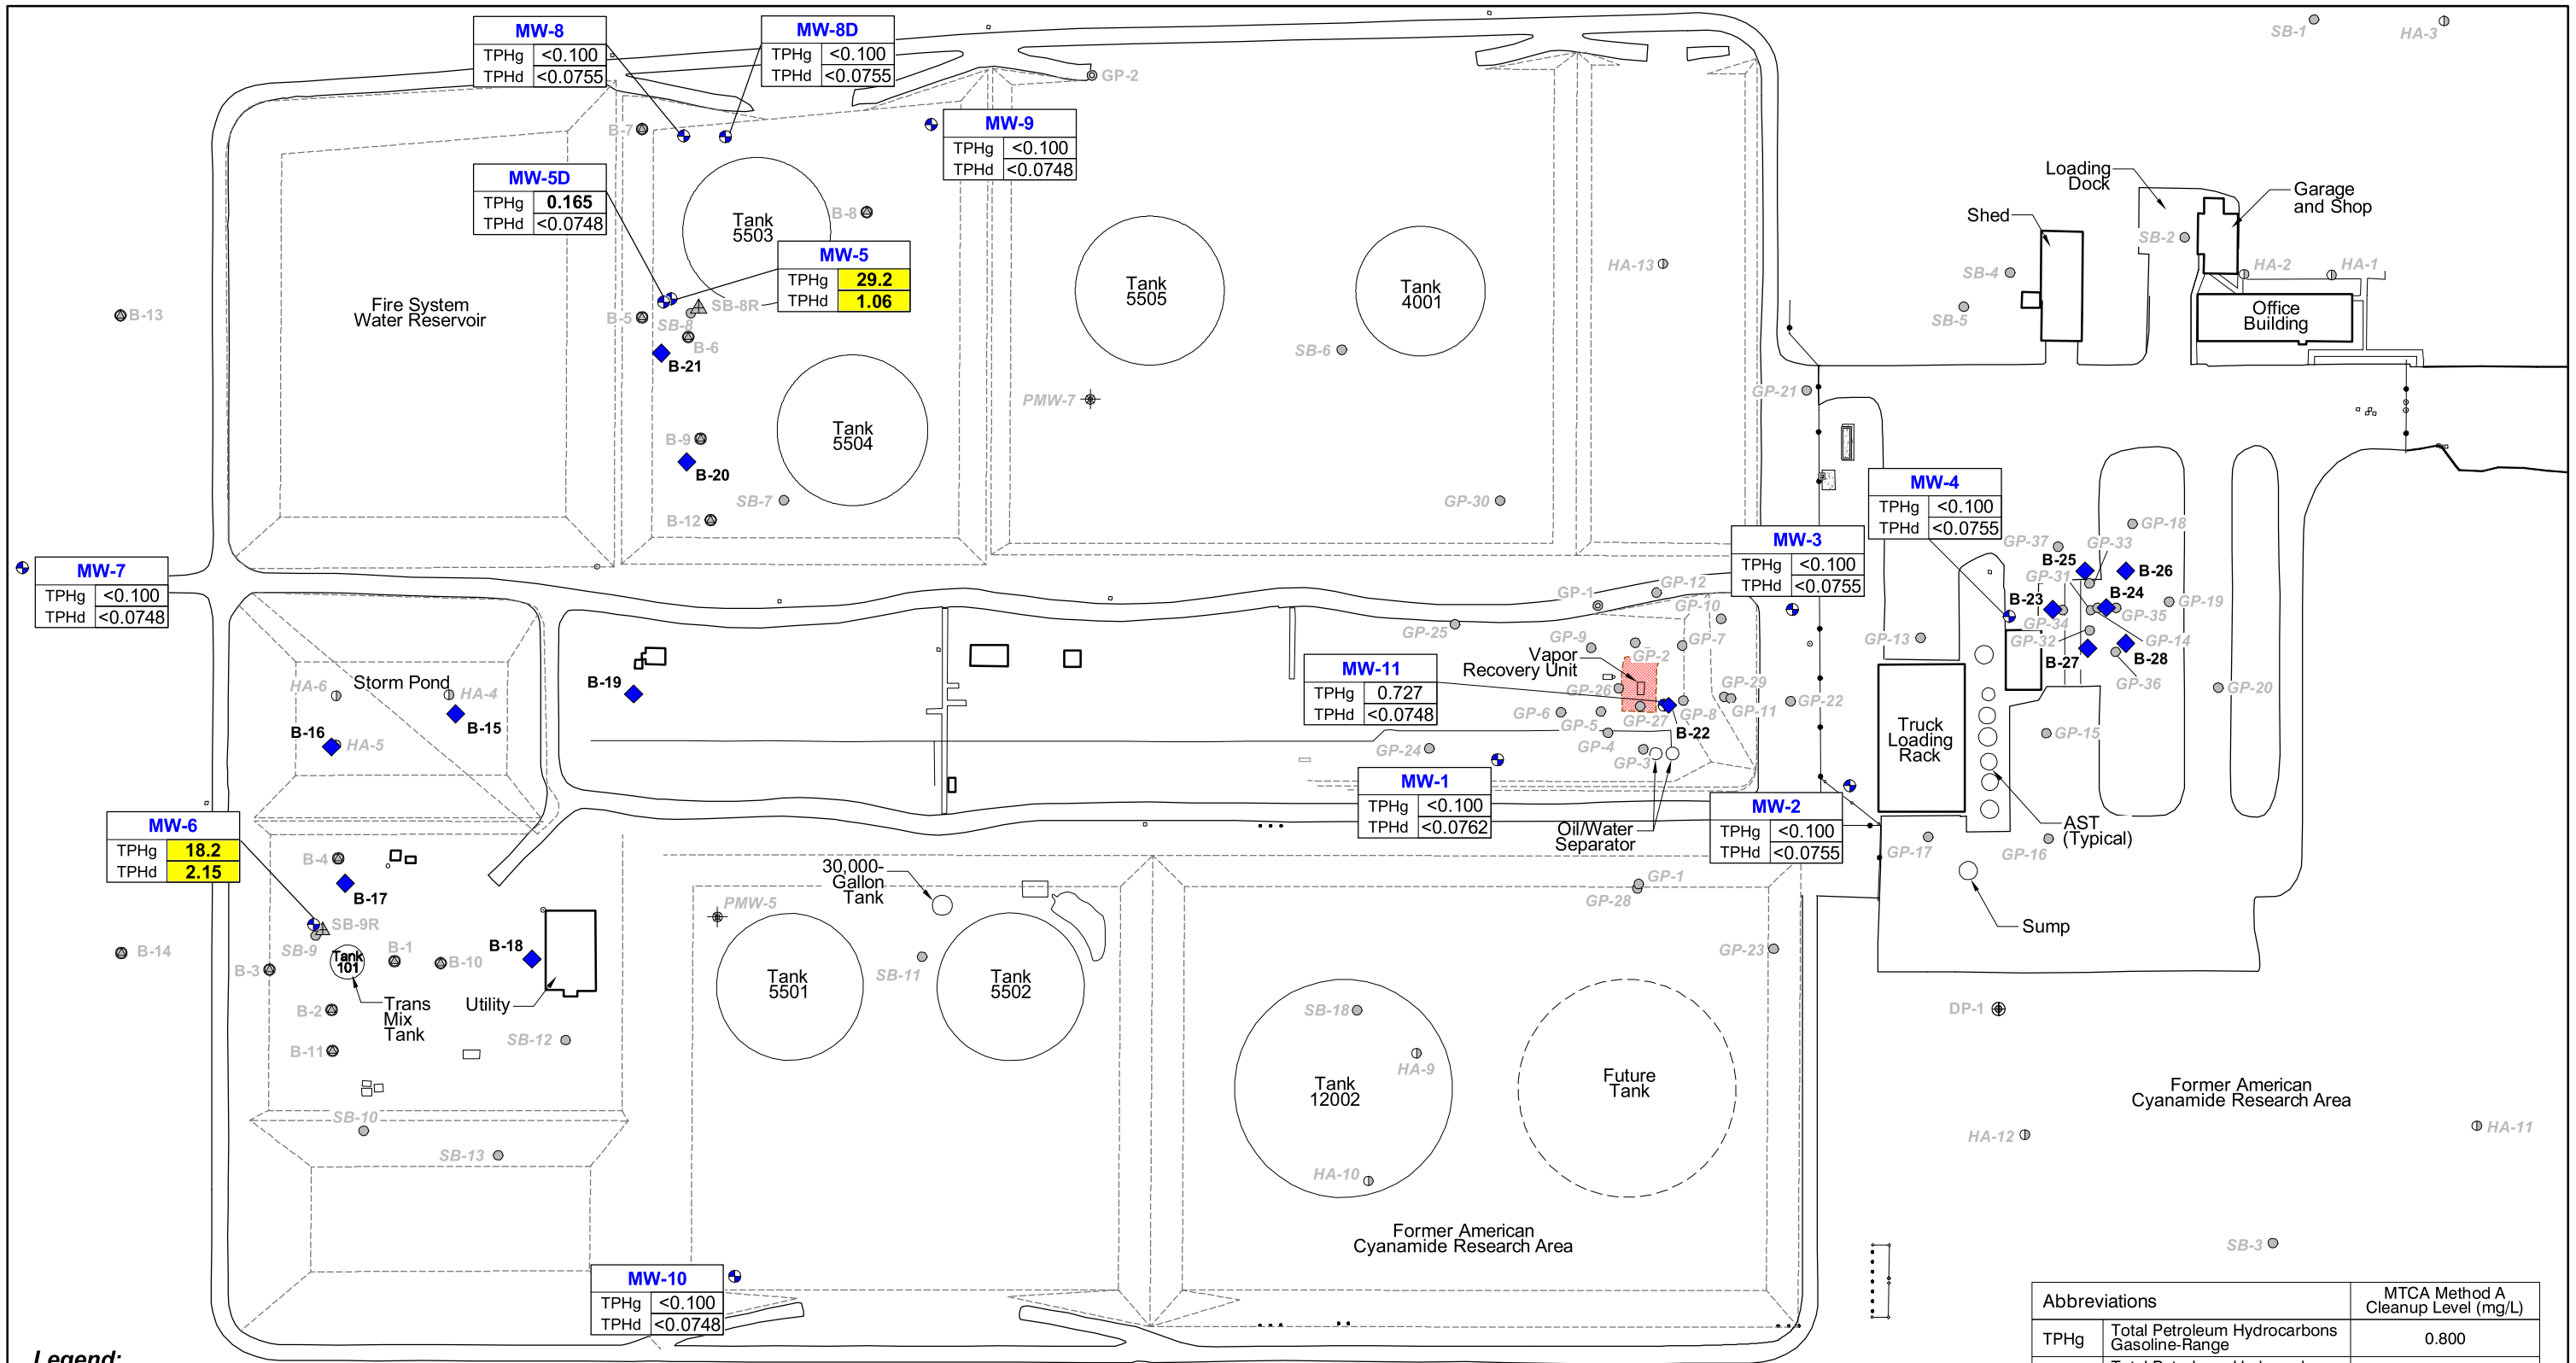 MW-8
TPHg <0.100
TPHd <0.0755
MW-8D
TPHg <0.100
TPHd <0.0755
GP-2
SB-1
HA-3
B-7
MW-9
TPHg <0.100
TPHd <0.0748
MW-5D
TPHg 0.165
TPHd <0.0748
Tank
5503
B-8
MW-5
TPHg 29.2
TPHd 1.06
Loading
Dock
Garage
and Shop
Shed
SB-2
SB-4
HA-2
HA-1
SB-5
Office
Building
HA-13
Tank
5505
Tank
4001
Fire System
Water Reservoir
B-13
B-5
SB-8
SB-8R
B-6
B-21
SB-6
PMW-7
GP-21
B-9
Tank
5504
B-20
SB-7
B-12
GP-30
MW-4
TPHg <0.100
TPHd <0.0755
MW-3
TPHg <0.100
TPHd <0.0755
GP-18
GP-37
GP-33
B-25
B-26
GP-31
B-23
B-24
GP-19
GP-35
GP-34
GP-32
GP-14
B-27
B-28
GP-36
GP-20
GP-13
MW-7
TPHg <0.100
TPHd <0.0748
GP-1
GP-12
GP-10
GP-25
GP-9
GP-2
GP-7
Vapor
Recovery Unit
MW-11
TPHg 0.727
TPHd <0.0748
GP-26
GP-29
GP-6
GP-5
GP-27
GP-8
GP-11
GP-22
B-22
GP-4
GP-24
GP-3
HA-6
Storm Pond
HA-4
B-15
B-16
HA-5
B-19
Truck
Loading
Rack
GP-15
MW-1
TPHg <0.100
TPHd <0.0762
Oil/Water
Separator
MW-2
TPHg <0.100
TPHd <0.0755
AST
(Typical)
GP-17
GP-16
Sump
MW-6
TPHg 18.2
TPHd 2.15
B-4
B-17
SB-9R
SB-9
B-14
B-3
Tank
101
B-1
B-10
B-18
B-2
Trans
Mix
Tank
Utility
B-11
SB-12
SB-10
SB-13
30,000-
Gallon
Tank
PMW-5
Tank
5501
SB-11
Tank
5502
GP-1
GP-28
GP-23
SB-18
HA-9
Tank
12002
HA-10
Future
Tank
DP-1
Former American
Cyanamide Research Area
HA-12
HA-11
Former American
Cyanamide Research Area
SB-3
MW-10
TPHg <0.100
TPHd <0.0748
Abbreviations
MTCA Method A
Cleanup Level (mg/L)
TPHg
Total Petroleum Hydrocarbons
Gasoline-Range
0.800
Legend: